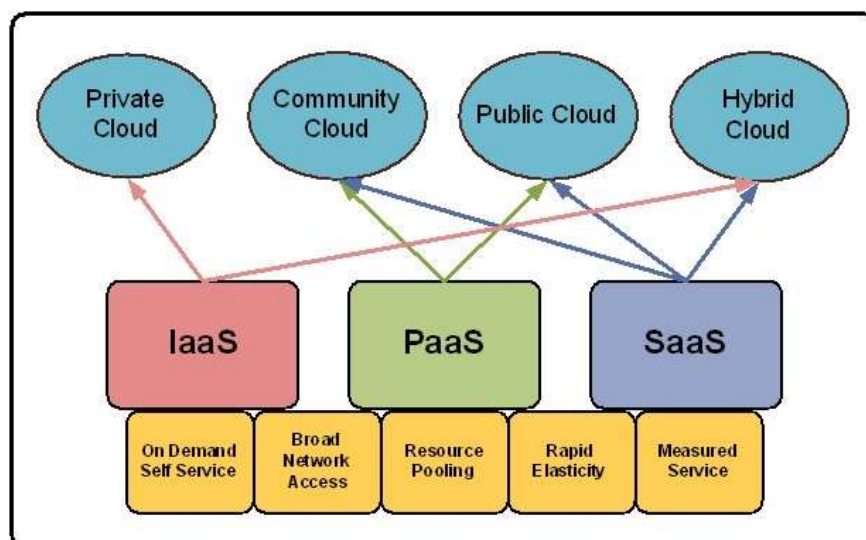 Private
Cloud
Community
Cloud
Public Cloud
Hybrid
Cloud
IaaS
PaaS
SaaS
On Demand
Self Service
Broad
Network
Access
Resource
Pooling
Rapid
Elasticity
Measured
Service